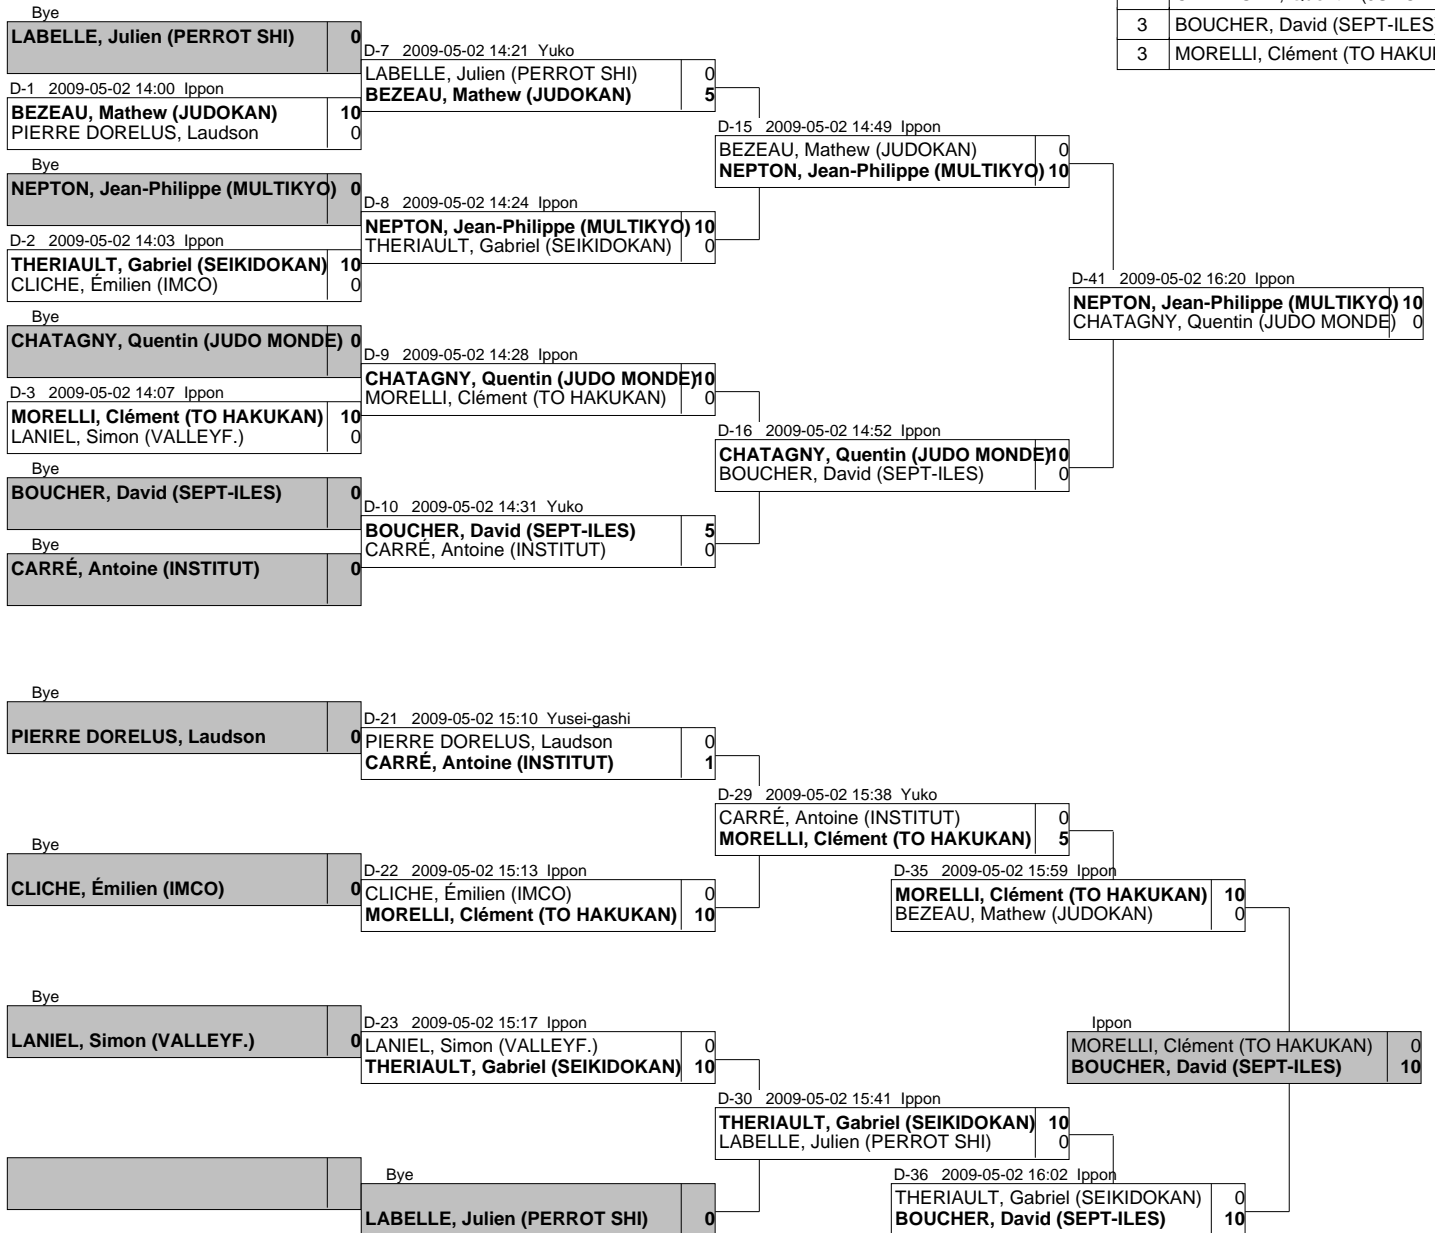 3 BOUCHER, David (SEPT-ILES
3 MORELLI, Clément (TO
Bye
LABELLE, Julien (PERROT SHI) 0
D-1 2009-05-02 14:00 Ippon
BEZEAU, Mathew (JUDOKAN) 10
PIERRE DORELUS, Laudson 0
Bye
NEPTON, Jean-Philippe (MULTIKYO) 0
D-2 2009-05-02 14:03 Ippon
THERIAULT, Gabriel (SEIKIDOKAN) 10
CLICHE, Émilien (IMCO) 0
Bye
CHATAGNY, Quentin (JUDO MONDE) 0
D-3 2009-05-02 14:07 Ippon
MORELLI, Clément (TO HAKUKAN) 10
LANIEL, Simon (VALLEYF.) 0
Bye
BOUCHER, David (SEPT-ILES) 0
Bye
CARRÉ, Antoine (INSTITUT) 0
D-7 2009-05-02 14:21 Yuko
LABELLE, Julien (PERROT SHI) 0
BEZEAU, Mathew (JUDOKAN) 5
D-8 2009-05-02 14:24 Ippon
NEPTON, Jean-Philippe (MULTIKYO) 10
THERIAULT, Gabriel (SEIKIDOKAN) 0
D-9 2009-05-02 14:28 Ippon
CHATAGNY, Quentin (JUDO MONDE) 10
MORELLI, Clément (TO HAKUKAN) 0
D-10 2009-05-02 14:31 Yuko
BOUCHER, David (SEPT-ILES) 5
CARRÉ, Antoine (INSTITUT) 0
D-15 2009-05-02 14:49 Ippon
BEZEAU, Mathew (JUDOKAN) 0
NEPTON, Jean-Philippe (MULTIKYO) 10
D-16 2009-05-02 14:52 Ippon
CHATAGNY, Quentin (JUDO MONDE) 10
BOUCHER, David (SEPT-ILES) 0
D-41 2009-05-02 16:20 Ippon
NEPTON, Jean-Philippe (MULTIKYO) 10
CHATAGNY, Quentin (JUDO MONDE) 0
Bye
PIERRE DORELUS, Laudson 0
Bye
CLICHE, Émilien (IMCO) 0
Bye
LANIEL, Simon (VALLEYF.) 0
D-21 2009-05-02 15:10 Yusei-gashi
PIERRE DORELUS, Laudson 0
CARRÉ, Antoine (INSTITUT) 1
D-22 2009-05-02 15:13 Ippon
CLICHE, Émilien (IMCO) 0
MORELLI, Clément (TO HAKUKAN) 10
D-23 2009-05-02 15:17 Ippon
LANIEL, Simon (VALLEYF.) 0
THERIAULT, Gabriel (SEIKIDOKAN) 10
Bye
LABELLE, Julien (PERROT SHI) 0
D-29 2009-05-02 15:38 Yuko
CARRÉ, Antoine (INSTITUT) 0
MORELLI, Clément (TO HAKUKAN) 5
D-30 2009-05-02 15:41 Ippon
THERIAULT, Gabriel (SEIKIDOKAN) 10
LABELLE, Julien (PERROT SHI) 0
D-35 2009-05-02 15:59 Ippon
MORELLI, Clément (TO HAKUKAN) 10
BEZEAU, Mathew (JUDOKAN) 0
D-36 2009-05-02 16:02 Ippon
THERIAULT, Gabriel (SEIKIDOKAN) 0
BOUCHER, David (SEPT-ILES) 10
Ippon
MORELLI, Clément (TO HAKUKAN) 0
BOUCHER, David (SEPT-ILES) 10